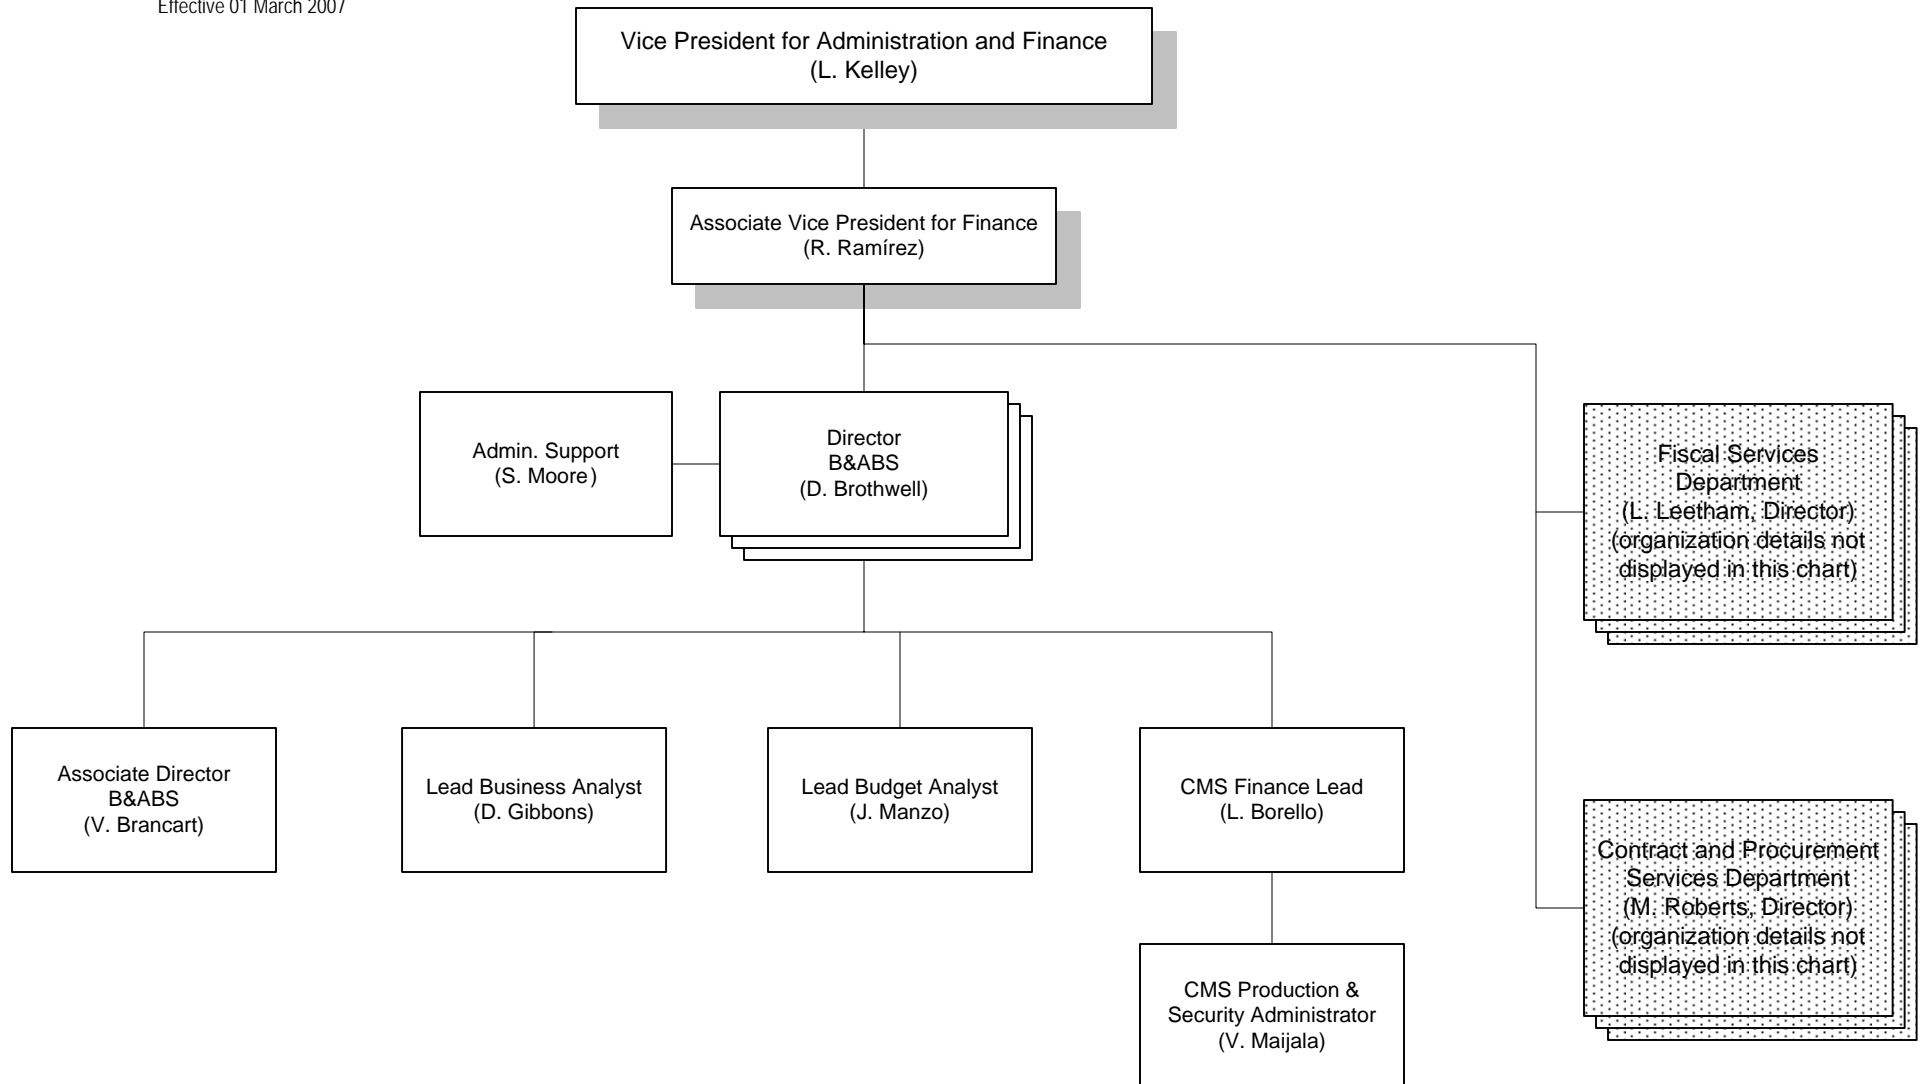 Effective 01 March 2007
Vice President for Administration and Finance
(L. Kelley)
Associate Vice President for Finance
(R. Ramírez)
Admin. Support
(S. Moore)
Director
B&ABS
(D. Brothwell)
Fiscal Services
Department
(L. Leetham, Director)
(organization details not
displayed in this chart)
Associate Director
B&ABS
(V. Brancart)
Lead Business Analyst
(D. Gibbons)
Lead Budget Analyst
(J. Manzo)
CMS Finance Lead
(L. Borello)
Contract and Procurement
Services Department
(M. Roberts, Director)
(organization details not
displayed in this chart)
CMS Production &
Security Administrator
(V. Maijala)